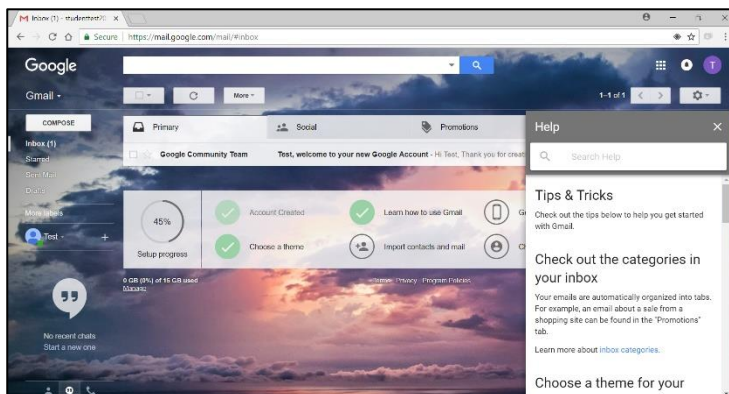 Inbox (1) - studenttest20
Secure | https://mail.google.com/mail/#inbox
Google
T
Gmail
More
1–1 of 1
COMPOSE
Primary
Social
Promotions
Help
Inbox (1)
Starred
Sent Mail
Drafts
More labels
Google Community Team
Test, welcome to your new Google Account - Hi Test, Thank you for creat
Search Help
Test
45%
Setup progress
Account Created
Learn how to use Gmail
Choose a theme
Import contacts and mail
0 GB (0%) of 15 GB used
Manage
Terms - Privacy - Program Policies
No recent chats
Start a new one
Tips & Tricks
Check out the tips below to help you get started
with Gmail.
Check out the categories in
your inbox
Your emails are automatically organized into tabs.
For example, an email about a sale from a
shopping site can be found in the "Promotions"
tab.
Learn more about inbox categories.
Choose a theme for your